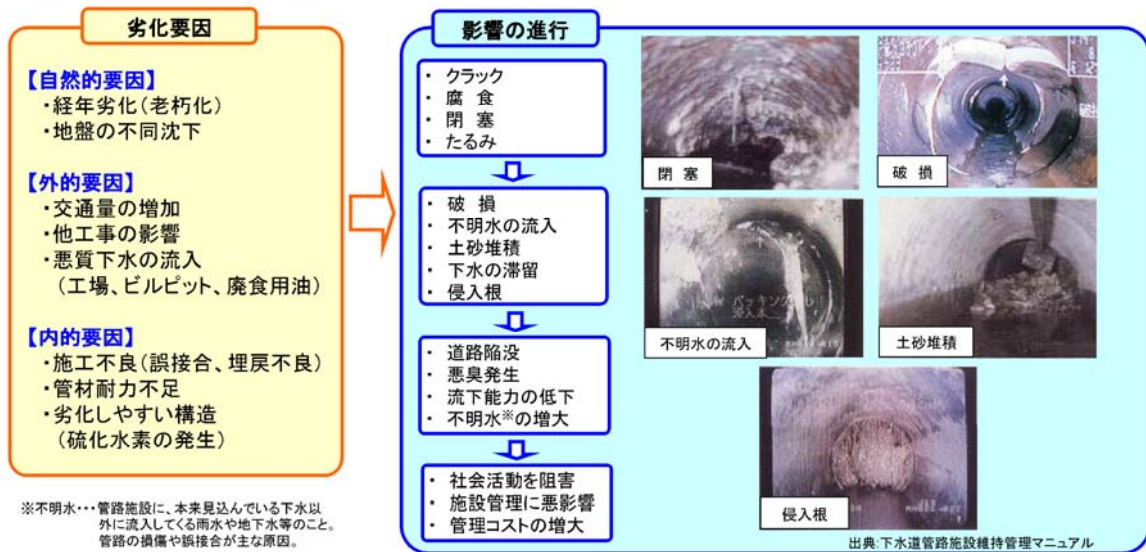 劣化要因
【自然的要因】
・経年劣化(老朽化)
・地盤の不同沈下
【外的要因】
・交通量の増加
・他工事の影響
・悪質下水の流入
(工場、ビルピット、廃食用油)
【内的要因】
・施工不良(誤接合、埋戻不良)
・管材耐力不足
・劣化しやすい構造
(硫化水素の発生)
※不明水・・・管路施設に、本来見込んでいる下水以
外に流入してくる雨水や地下水等のこと。
管路の損傷や誤接合が主な原因。
影響の進行
・ クラック
・ 腐 食
・ 閉 塞
・ たるみ
・ 破 損
・ 不明水の流入
・ 土砂堆積
・ 下水の滞留
・ 侵入根
・ 道路陥没
・ 悪臭発生
・ 流下能力の低下
・ 不明水※の増大
・ 社会活動を阻害
・ 施設管理に悪影響
・ 管理コストの増大
閉 塞
破 損
パッキングズレ
浸入水
不明水の流入
土砂堆積
侵入根
出典:下水道管路施設維持管理マニュアル